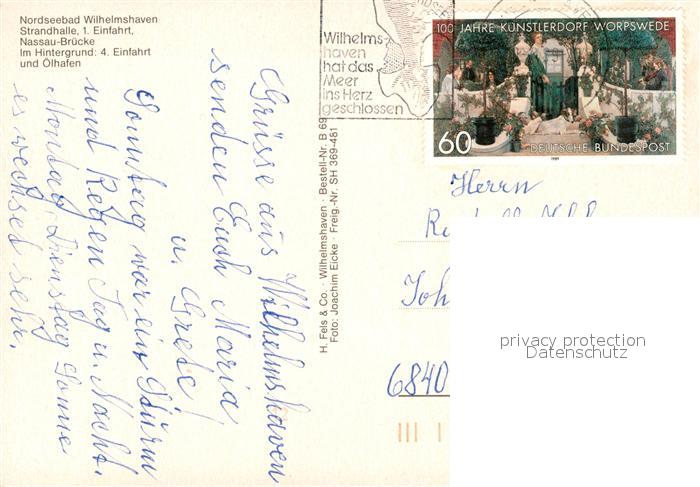 Nordseebad Wilhelmshaven
Strandhalle, 1. Einfahrt,
Nassau-Brücke
Im Hintergrund: 4. Einfahrt
und Ölhafen
Grüsse aus Wilhelmshaven
senden Euch Maria
u. Grete!
Sonntag war ein Sturm
und Regen Tag u. Nacht.
Montag, Dienstag Sonne
es wechsel sehr.
H. Fels & Co. · Wilhelmshaven · Bestell-Nr. B 69
Foto: Joachim Eicke · Freig.-Nr. SH 369-481
Wilhelms-
haven
hat das
Meer
ins Herz
geschlossen
100 JAHRE KÜNSTLERDORF WORPSWEDE
60
DEUTSCHE BUNDESPOST
1989
Herrn
Joh
6840
privacy protection
Datenschutz